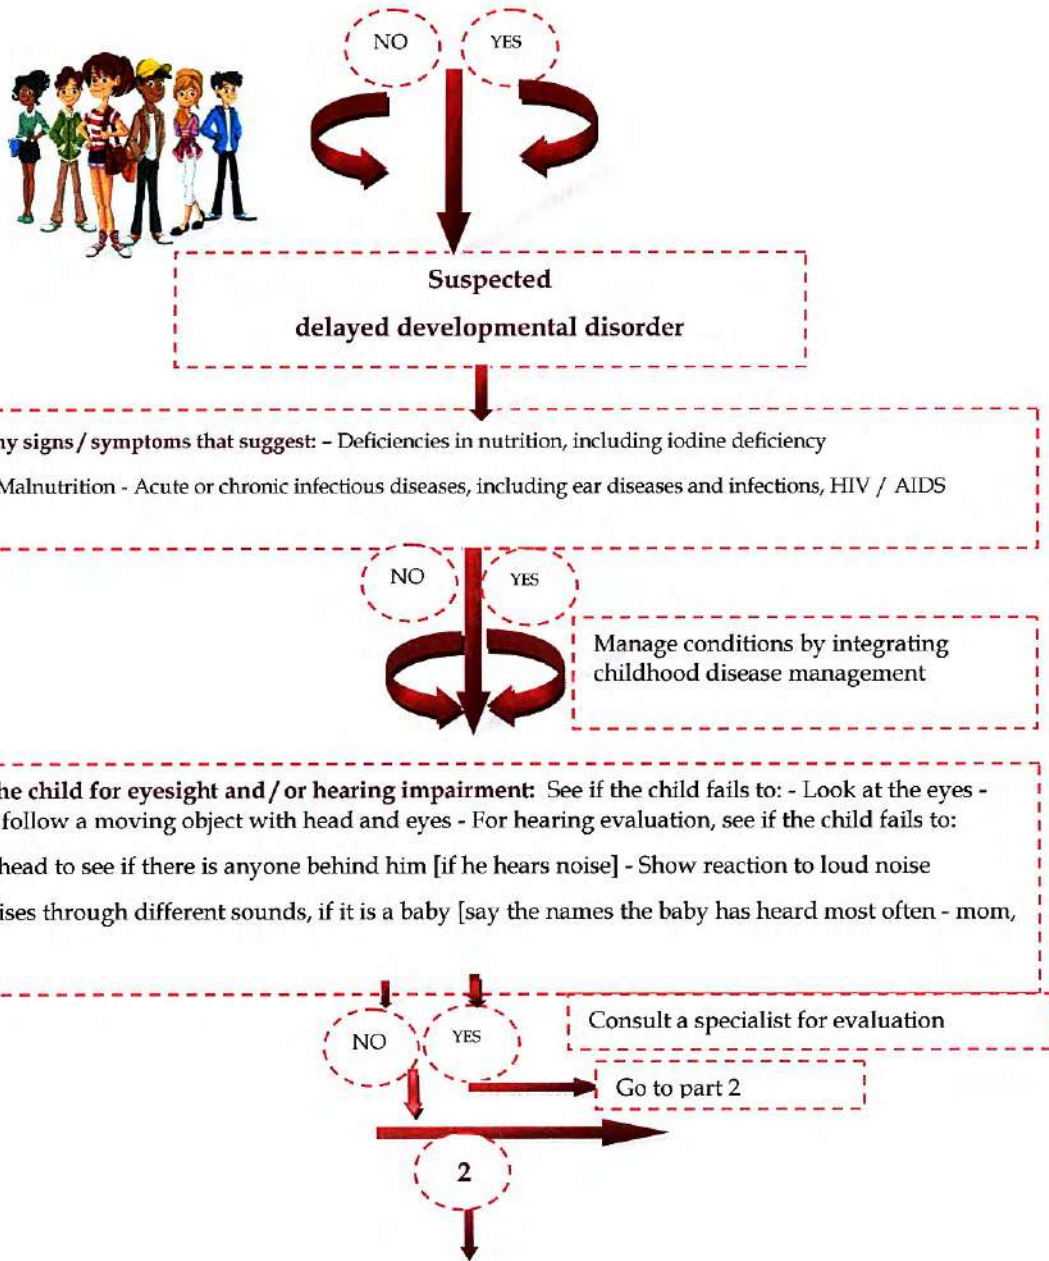 NO YES
Suspected
delayed developmental disorder
ny signs / symptoms that suggest: – Deficiencies in nutrition, including iodine deficiency
Malnutrition - Acute or chronic infectious diseases, including ear diseases and infections, HIV / AIDS
NO YES
Manage conditions by integrating
childhood disease management
he child for eyesight and / or hearing impairment: See if the child fails to: - Look at the eyes -
follow a moving object with head and eyes - For hearing evaluation, see if the child fails to:
head to see if there is anyone behind him [if he hears noise] - Show reaction to loud noise
ises through different sounds, if it is a baby [say the names the baby has heard most often - mom,
NO YES
Consult a specialist for evaluation
Go to part 2
2